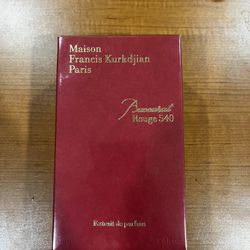 Maison
Francis Kurkdjian
Paris
Baccarat
Rouge 540
Extrait de parfum